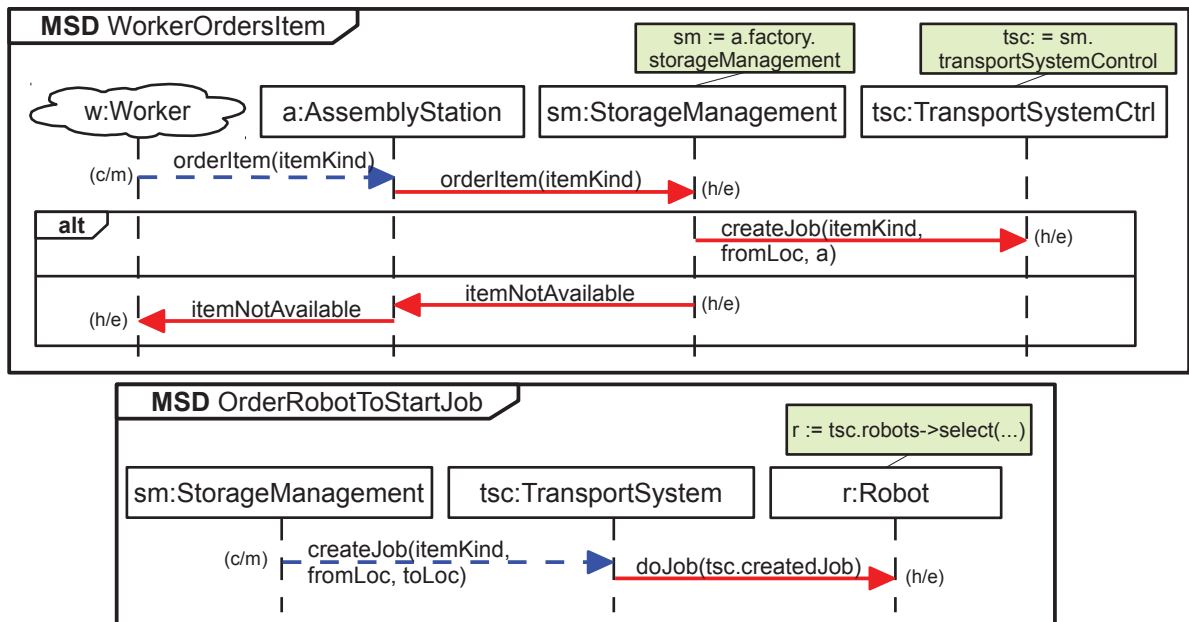 MSD WorkerOrdersItem
sm := a.factory.
storageManagement
tsc: = sm.
transportSystemControl
w:Worker
a:AssemblyStation
sm:StorageManagement
tsc:TransportSystemCtrl
(c/m)
orderItem(itemKind)
orderItem(itemKind)
(h/e)
alt
createJob(itemKind,
fromLoc, a)
(h/e)
itemNotAvailable
(h/e)
itemNotAvailable
(h/e)
MSD OrderRobotToStartJob
r := tsc.robots->select(...)
sm:StorageManagement
tsc:TransportSystem
r:Robot
(c/m)
createJob(itemKind,
fromLoc, toLoc)
doJob(tsc.createdJob)
(h/e)